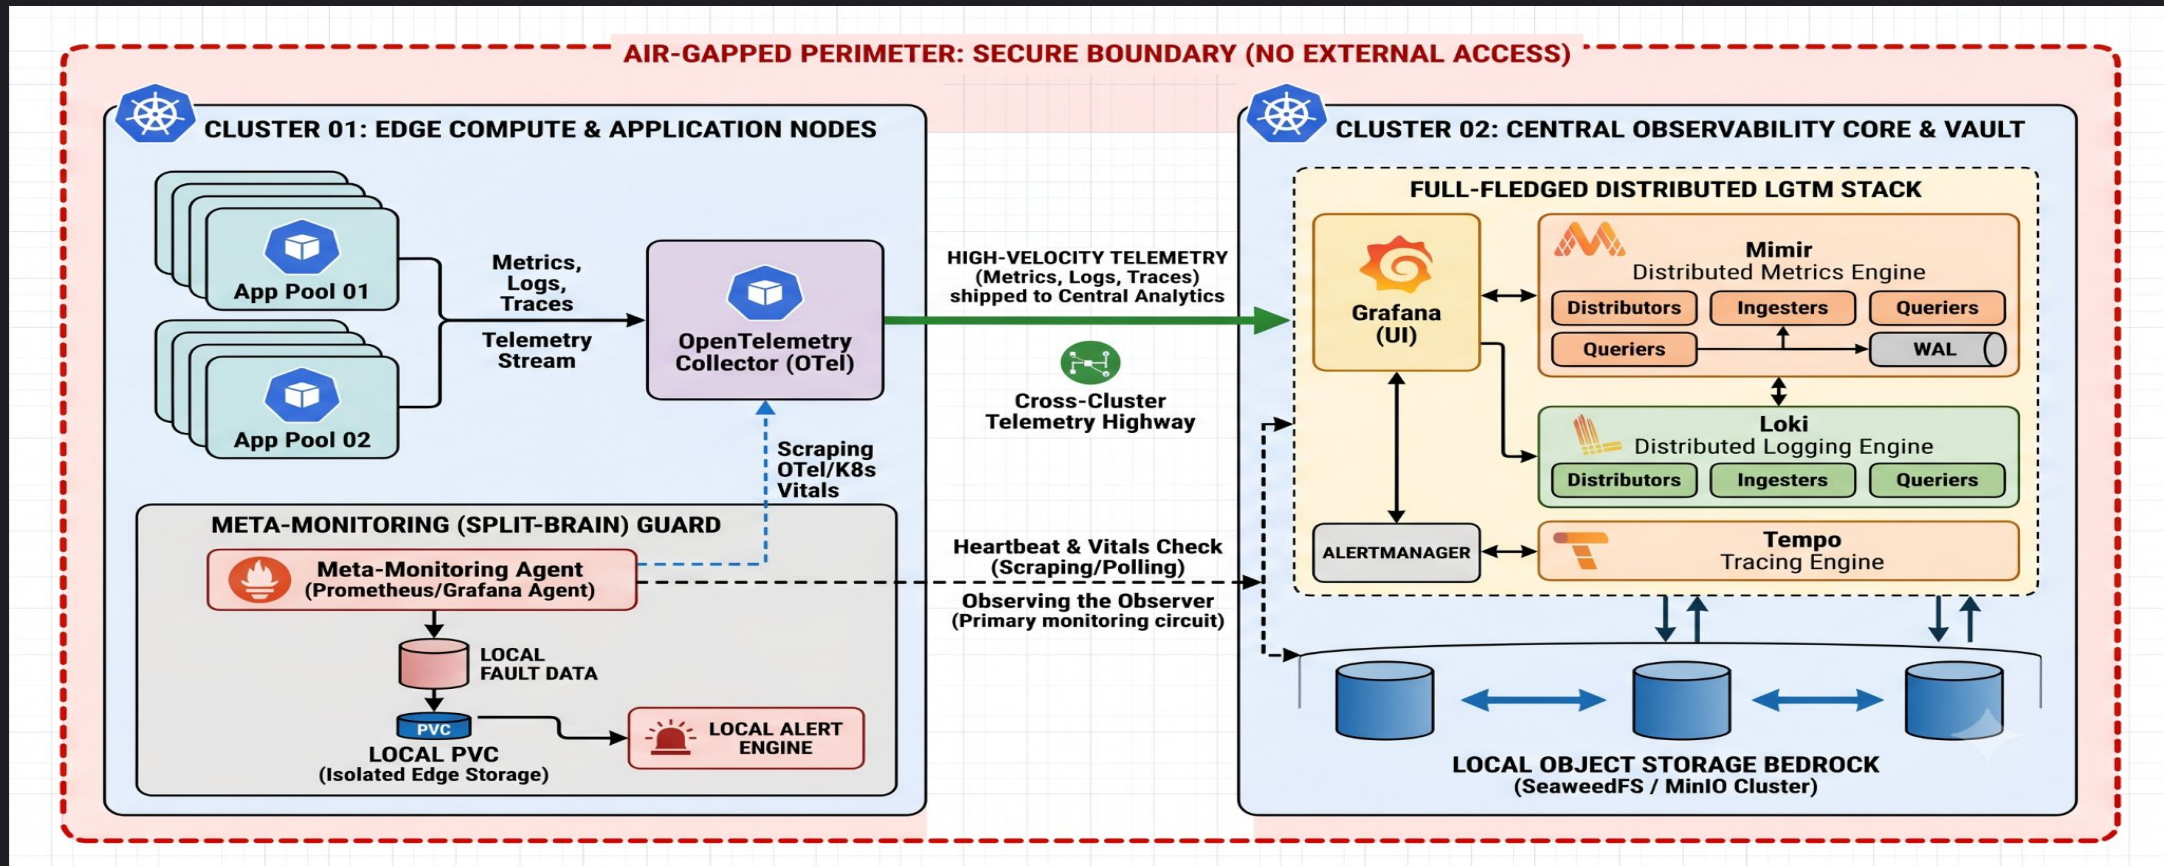 AIR-GAPPED PERIMETER: SECURE BOUNDARY (NO EXTERNAL ACCESS)
CLUSTER 01: EDGE COMPUTE & APPLICATION NODES
App Pool 01
App Pool 02
Metrics,
Logs,
Traces
Telemetry
Stream
OpenTelemetry
Collector (OTel)
Scraping
OTel/K8s
Vitals
META-MONITORING (SPLIT-BRAIN) GUARD
Meta-Monitoring Agent
(Prometheus/Grafana Agent)
LOCAL
FAULT DATA
PVC
LOCAL PVC
(Isolated Edge Storage)
LOCAL ALERT
ENGINE
HIGH-VELOCITY TELEMETRY
(Metrics, Logs, Traces)
shipped to Central Analytics
Cross-Cluster
Telemetry Highway
Heartbeat & Vitals Check
(Scraping/Polling)
Observing the Observer
(Primary monitoring circuit)
CLUSTER 02: CENTRAL OBSERVABILITY CORE & VAULT
FULL-FLEDGED DISTRIBUTED LGTM STACK
Grafana
(UI)
ALERTMANAGER
Mimir
Distributed Metrics Engine
Distributors Ingesters Queriers
Queriers WAL
Loki
Distributed Logging Engine
Distributors Ingesters Queriers
Tempo
Tracing Engine
LOCAL OBJECT STORAGE BEDROCK
(SeaweedFS / MinIO Cluster)